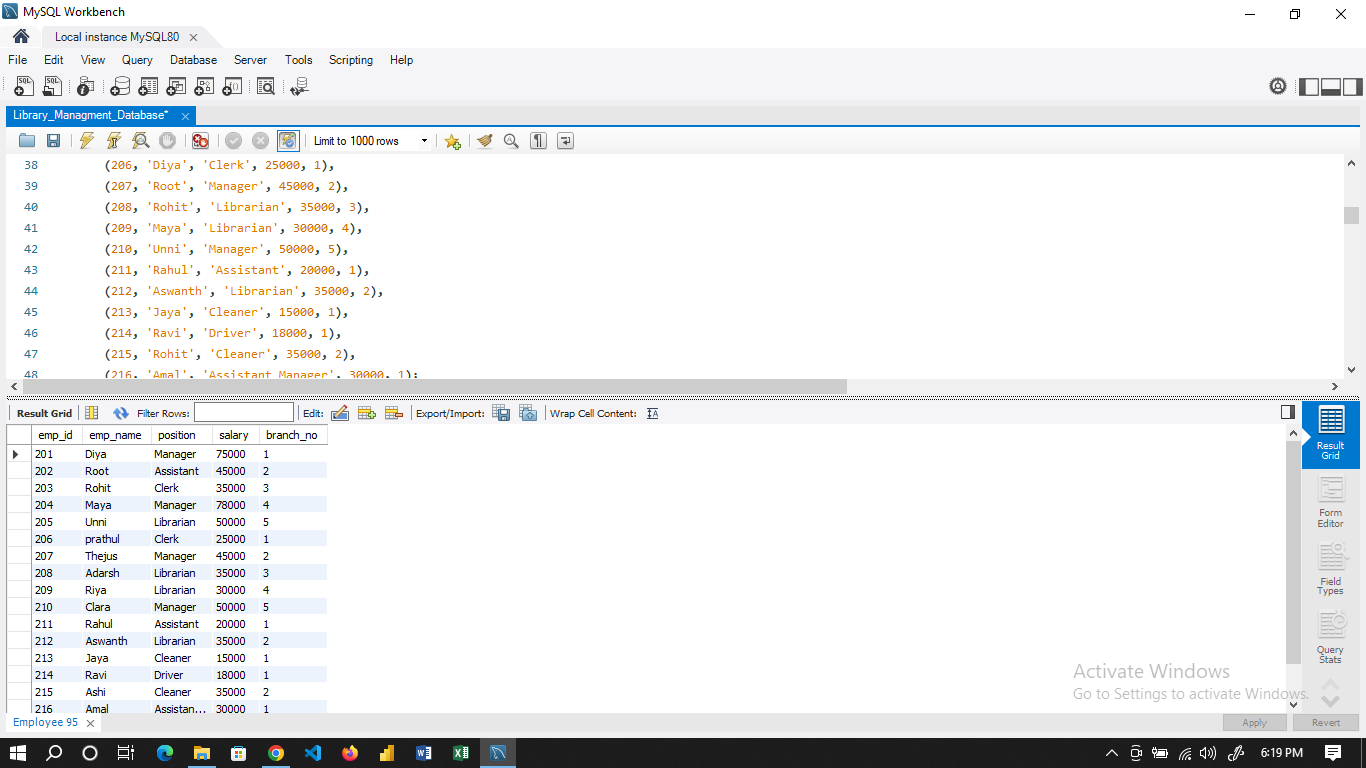 MySQL Workbench
Local instance MySQL80
File Edit View Query Database Server Tools Scripting Help
Library_Managment_Database*
Limit to 1000 rows
38 (206, 'Diya', 'Clerk', 25000, 1),
39 (207, 'Root', 'Manager', 45000, 2),
40 (208, 'Rohit', 'Librarian', 35000, 3),
41 (209, 'Maya', 'Librarian', 30000, 4),
42 (210, 'Unni', 'Manager', 50000, 5),
43 (211, 'Rahul', 'Assistant', 20000, 1),
44 (212, 'Aswanth', 'Librarian', 35000, 2),
45 (213, 'Jaya', 'Cleaner', 15000, 1),
46 (214, 'Ravi', 'Driver', 18000, 1),
47 (215, 'Rohit', 'Cleaner', 35000, 2),
48 (216, 'Amal', 'Assistant Manager', 30000, 1);
Result Grid Filter Rows: Edit: Export/Import: Wrap Cell Content:
emp_id emp_name position salary branch_no
201 Diya Manager 75000 1
202 Root Assistant 45000 2
203 Rohit Clerk 35000 3
204 Maya Manager 78000 4
205 Unni Librarian 50000 5
206 prathul Clerk 25000 1
207 Thejus Manager 45000 2
208 Adarsh Librarian 35000 3
209 Riya Librarian 30000 4
210 Clara Manager 50000 5
211 Rahul Assistant 20000 1
212 Aswanth Librarian 35000 2
213 Jaya Cleaner 15000 1
214 Ravi Driver 18000 1
215 Ashi Cleaner 35000 2
216 Amal Assistan... 30000 1
Result
Grid
Form
Editor
Field
Types
Query
Stats
Activate Windows
Go to Settings to activate Windows.
Employee 95
Apply Revert
6:19 PM